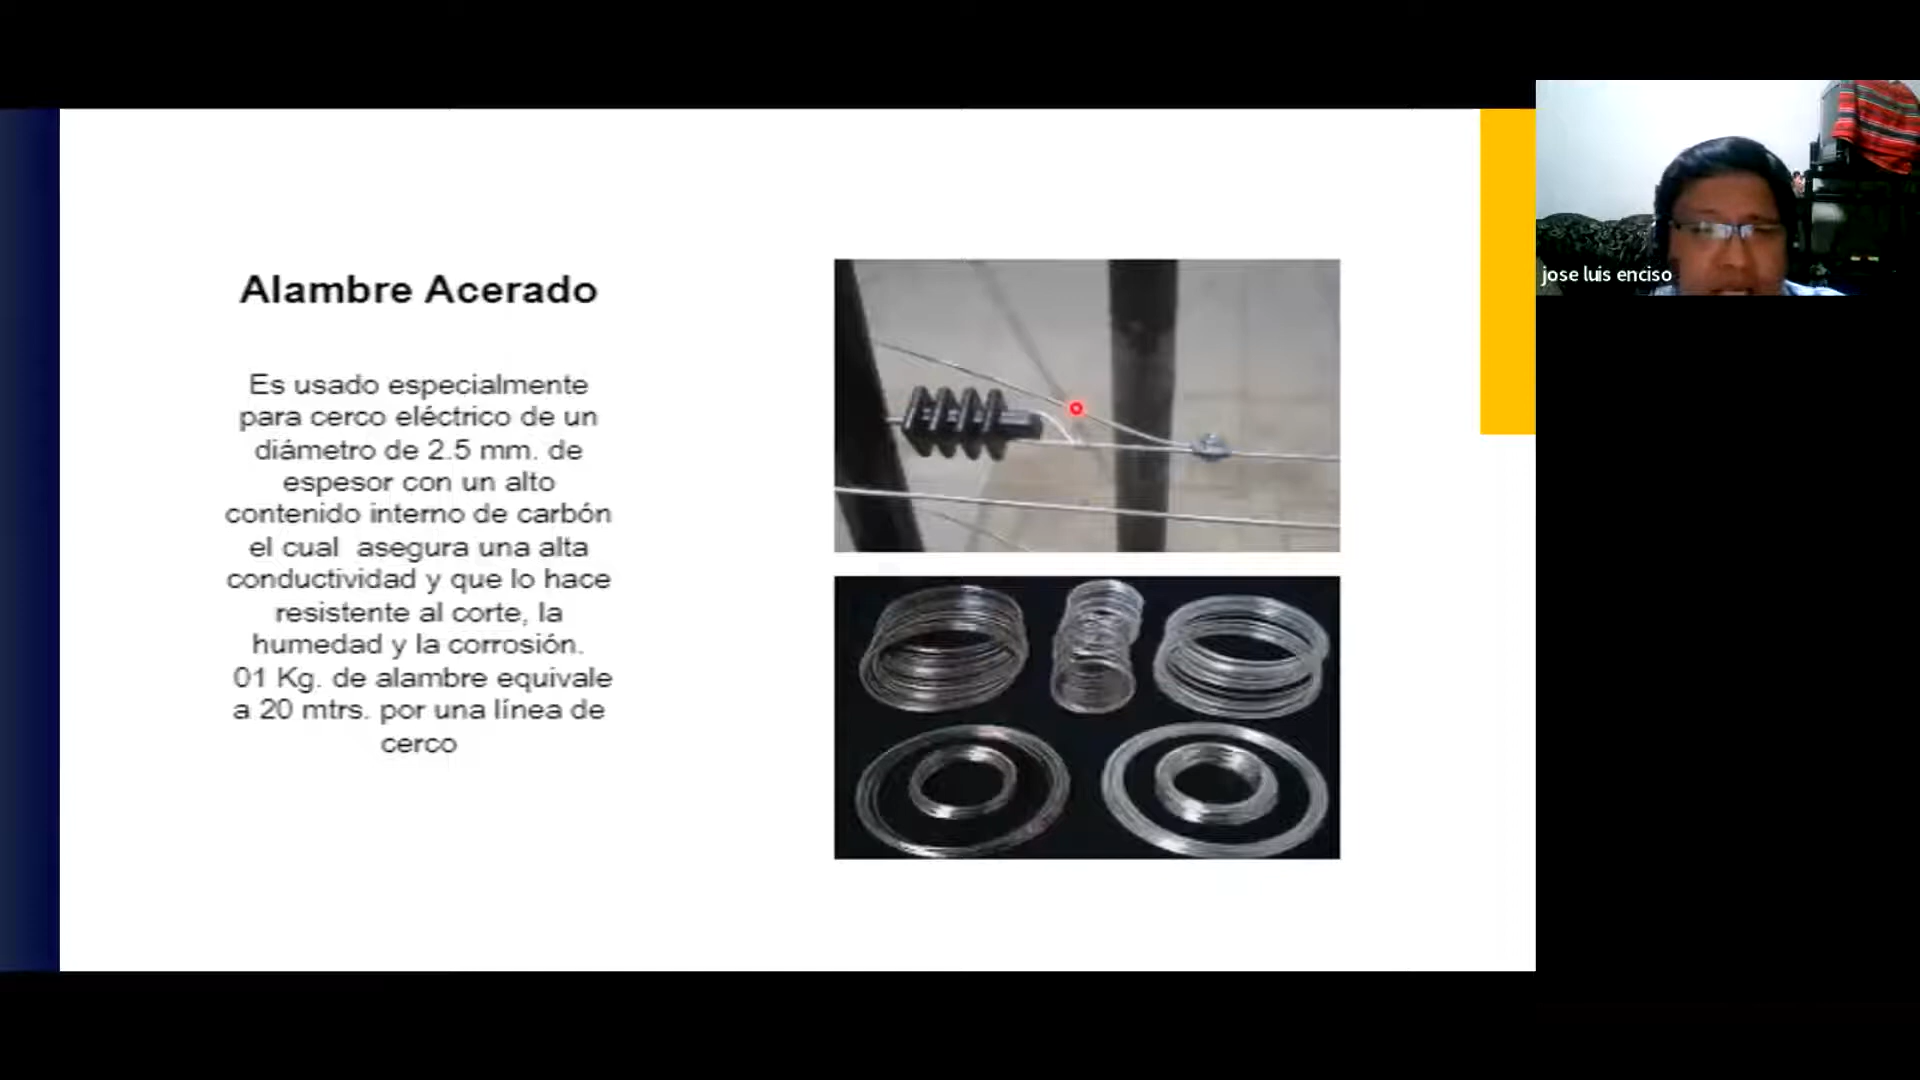 Alambre Acerado
Es usado especialmente
para cerco eléctrico de un
diámetro de 2.5 mm. de
espesor con un alto
contenido interno de carbón
el cual  asegura una alta
conductividad y que lo hace
resistente al corte, la
humedad y la corrosión.
01 Kg. de alambre equivale
a 20 mtrs. por una línea de
cerco
jose luis enciso